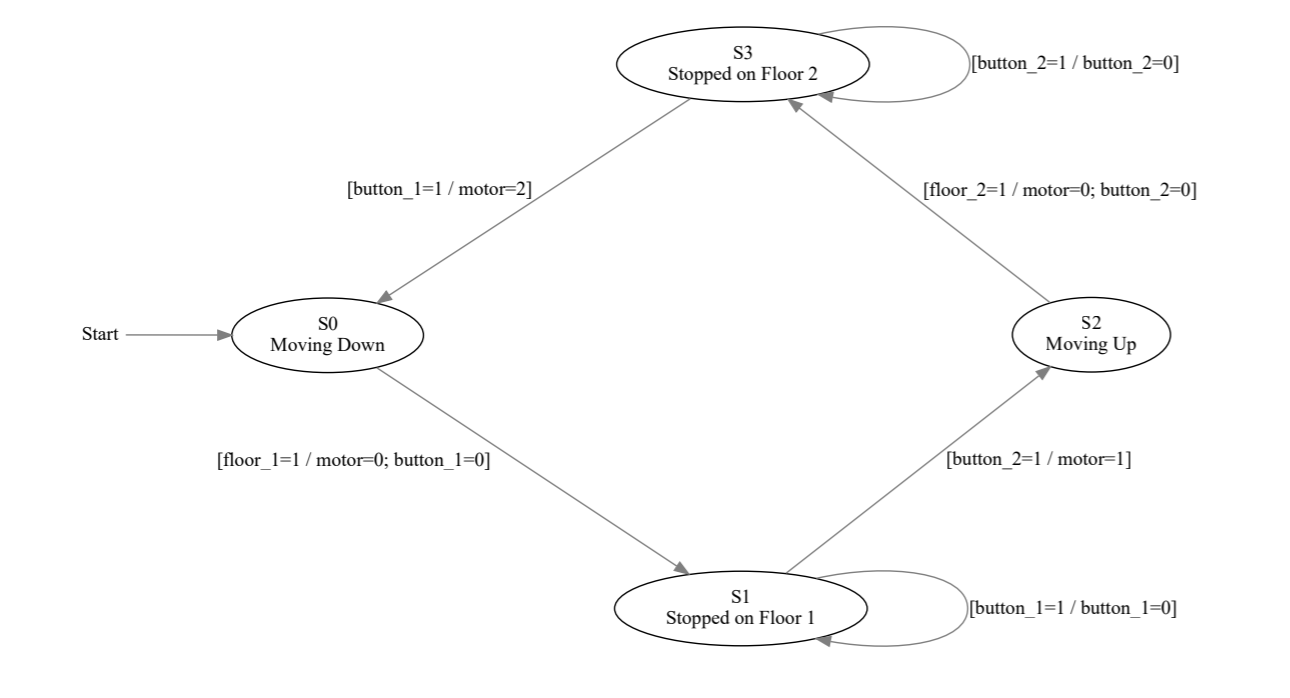 S3
Stopped on Floor 2
[button_2=1 / button_2=0]
[button_1=1 / motor=2]
[floor_2=1 / motor=0; button_2=0]
Start
S0
Moving Down
S2
Moving Up
[floor_1=1 / motor=0; button_1=0]
[button_2=1 / motor=1]
S1
Stopped on Floor 1
[button_1=1 / button_1=0]